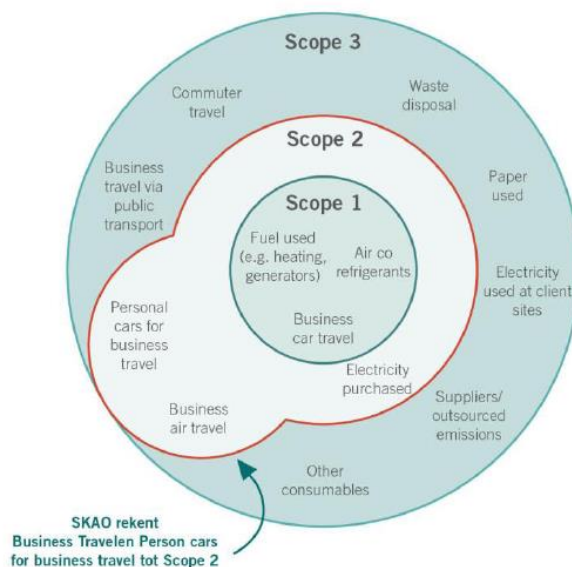 Scope 3
Commuter
travel
Waste
disposal
Scope 2
Business
travel via
public
transport
Paper
used
Scope 1
Fuel used
(e.g. heating,
generators)
Air co
refrigerants
Electricity
used at client
sites
Business
car travel
Personal
cars for
business
travel
Electricity
purchased
Business
air travel
Suppliers/
outsourced
emissions
Other
consumables
SKAO rekent
Business Travelen Person cars
for business travel tot Scope 2